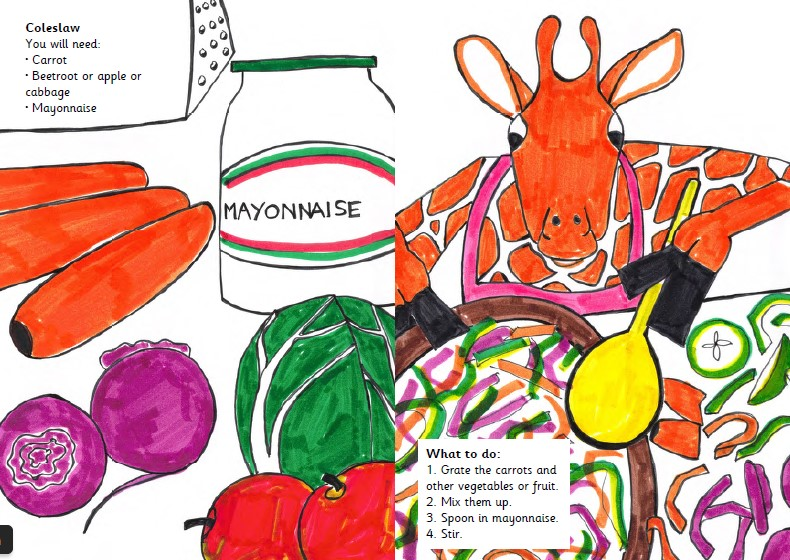 Coleslaw
You will need:
• Carrot
• Beetroot or apple or
cabbage
• Mayonnaise
MAYONNAISE
What to do:
1. Grate the carrots and
other vegetables or fruit.
2. Mix them up.
3. Spoon in mayonnaise.
4. Stir.